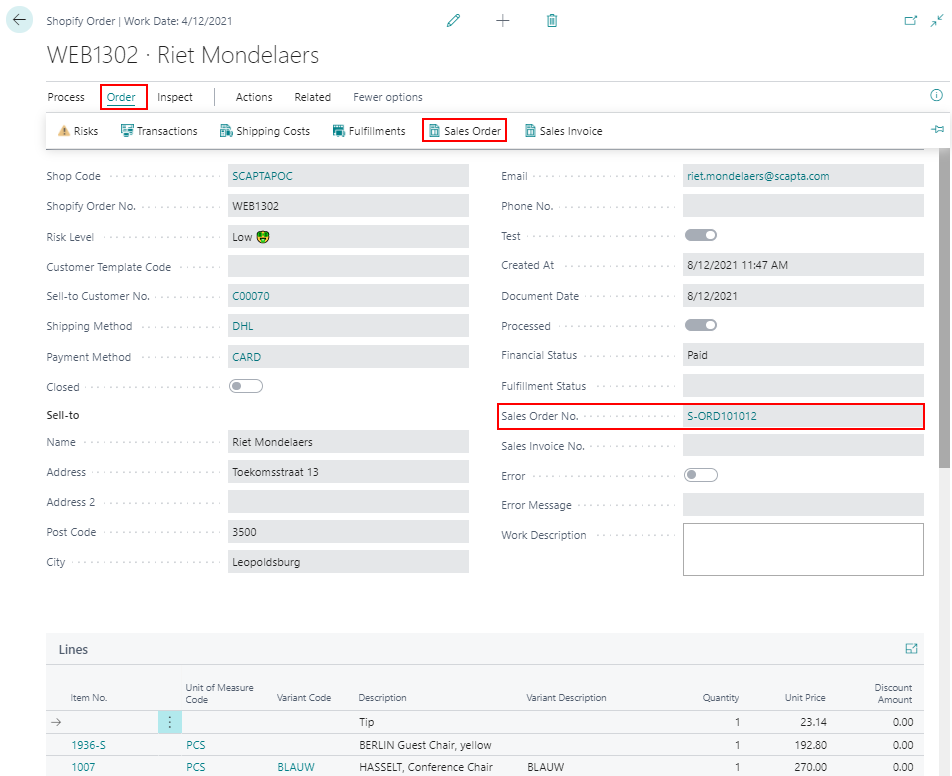 Shopify Order | Work Date: 4/12/2021
WEB1302 · Riet Mondelaers
Process Order Inspect Actions Related Fewer options
Risks Transactions Shipping Costs Fulfillments Sales Order Sales Invoice
Shop Code SCAPTAPOC
Shopify Order No. WEB1302
Risk Level Low
Customer Template Code
Sell-to Customer No. C00070
Shipping Method DHL
Payment Method CARD
Closed
Sell-to
Name Riet Mondelaers
Address Toekomsstraat 13
Address 2
Post Code 3500
City Leopoldsburg
Email riet.mondelaers@scapta.com
Phone No.
Test
Created At 8/12/2021 11:47 AM
Document Date 8/12/2021
Processed
Financial Status Paid
Fulfillment Status
Sales Order No. S-ORD101012
Sales Invoice No.
Error
Error Message
Work Description
Lines
Item No. Unit of Measure Code Variant Code Description Variant Description Quantity Unit Price Discount Amount
Tip 1 23.14 0.00
1936-S PCS BERLIN Guest Chair, yellow 1 192.80 0.00
1007 PCS BLAUW HASSELT, Conference Chair BLAUW 1 270.00 0.00